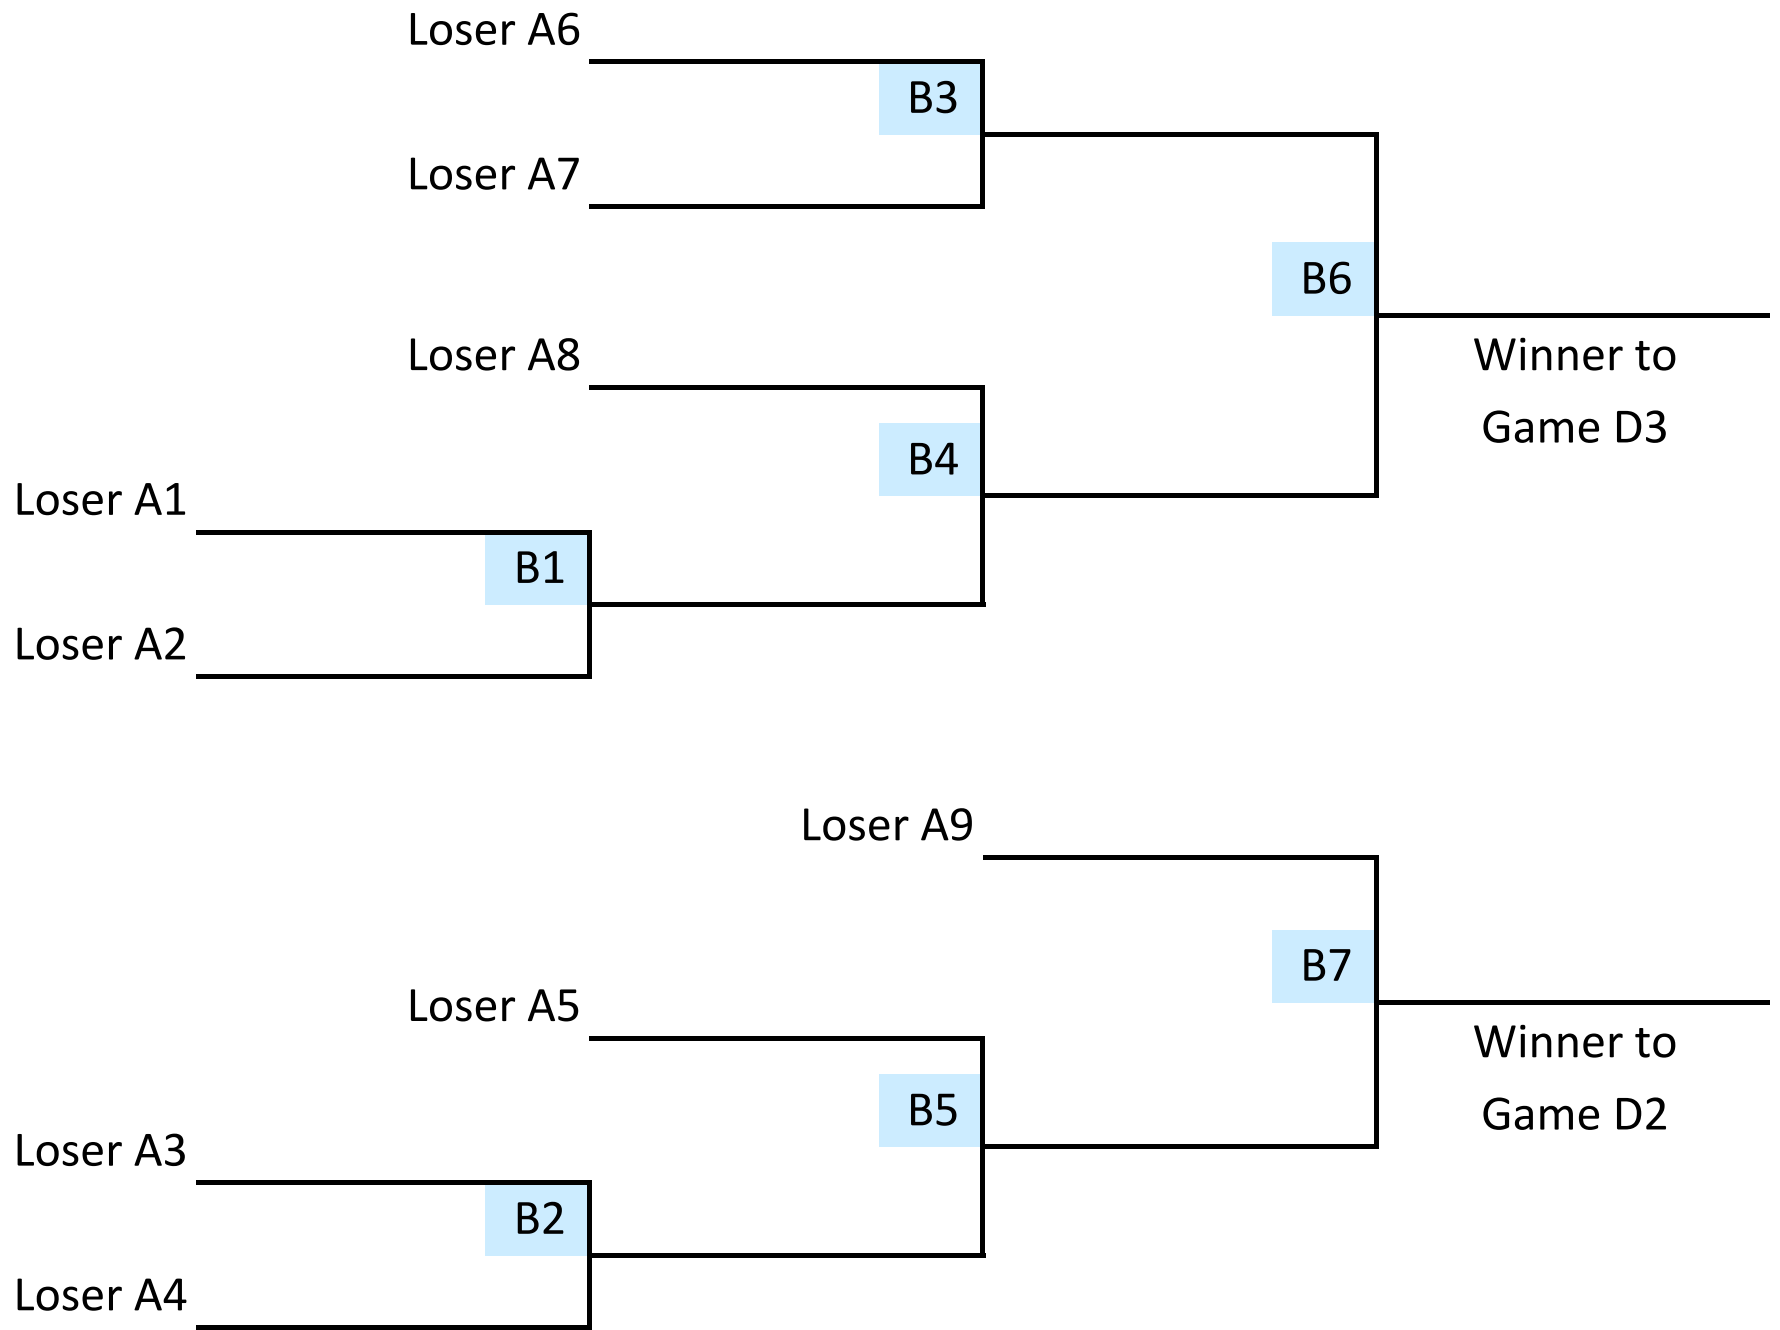 Loser A6
B3
Loser A7
B6
Loser A8
Winner to
Game D3
B4
Loser A1
B1
Loser A2
Loser A9
B7
Loser A5
Winner to
Game D2
B5
Loser A3
B2
Loser A4